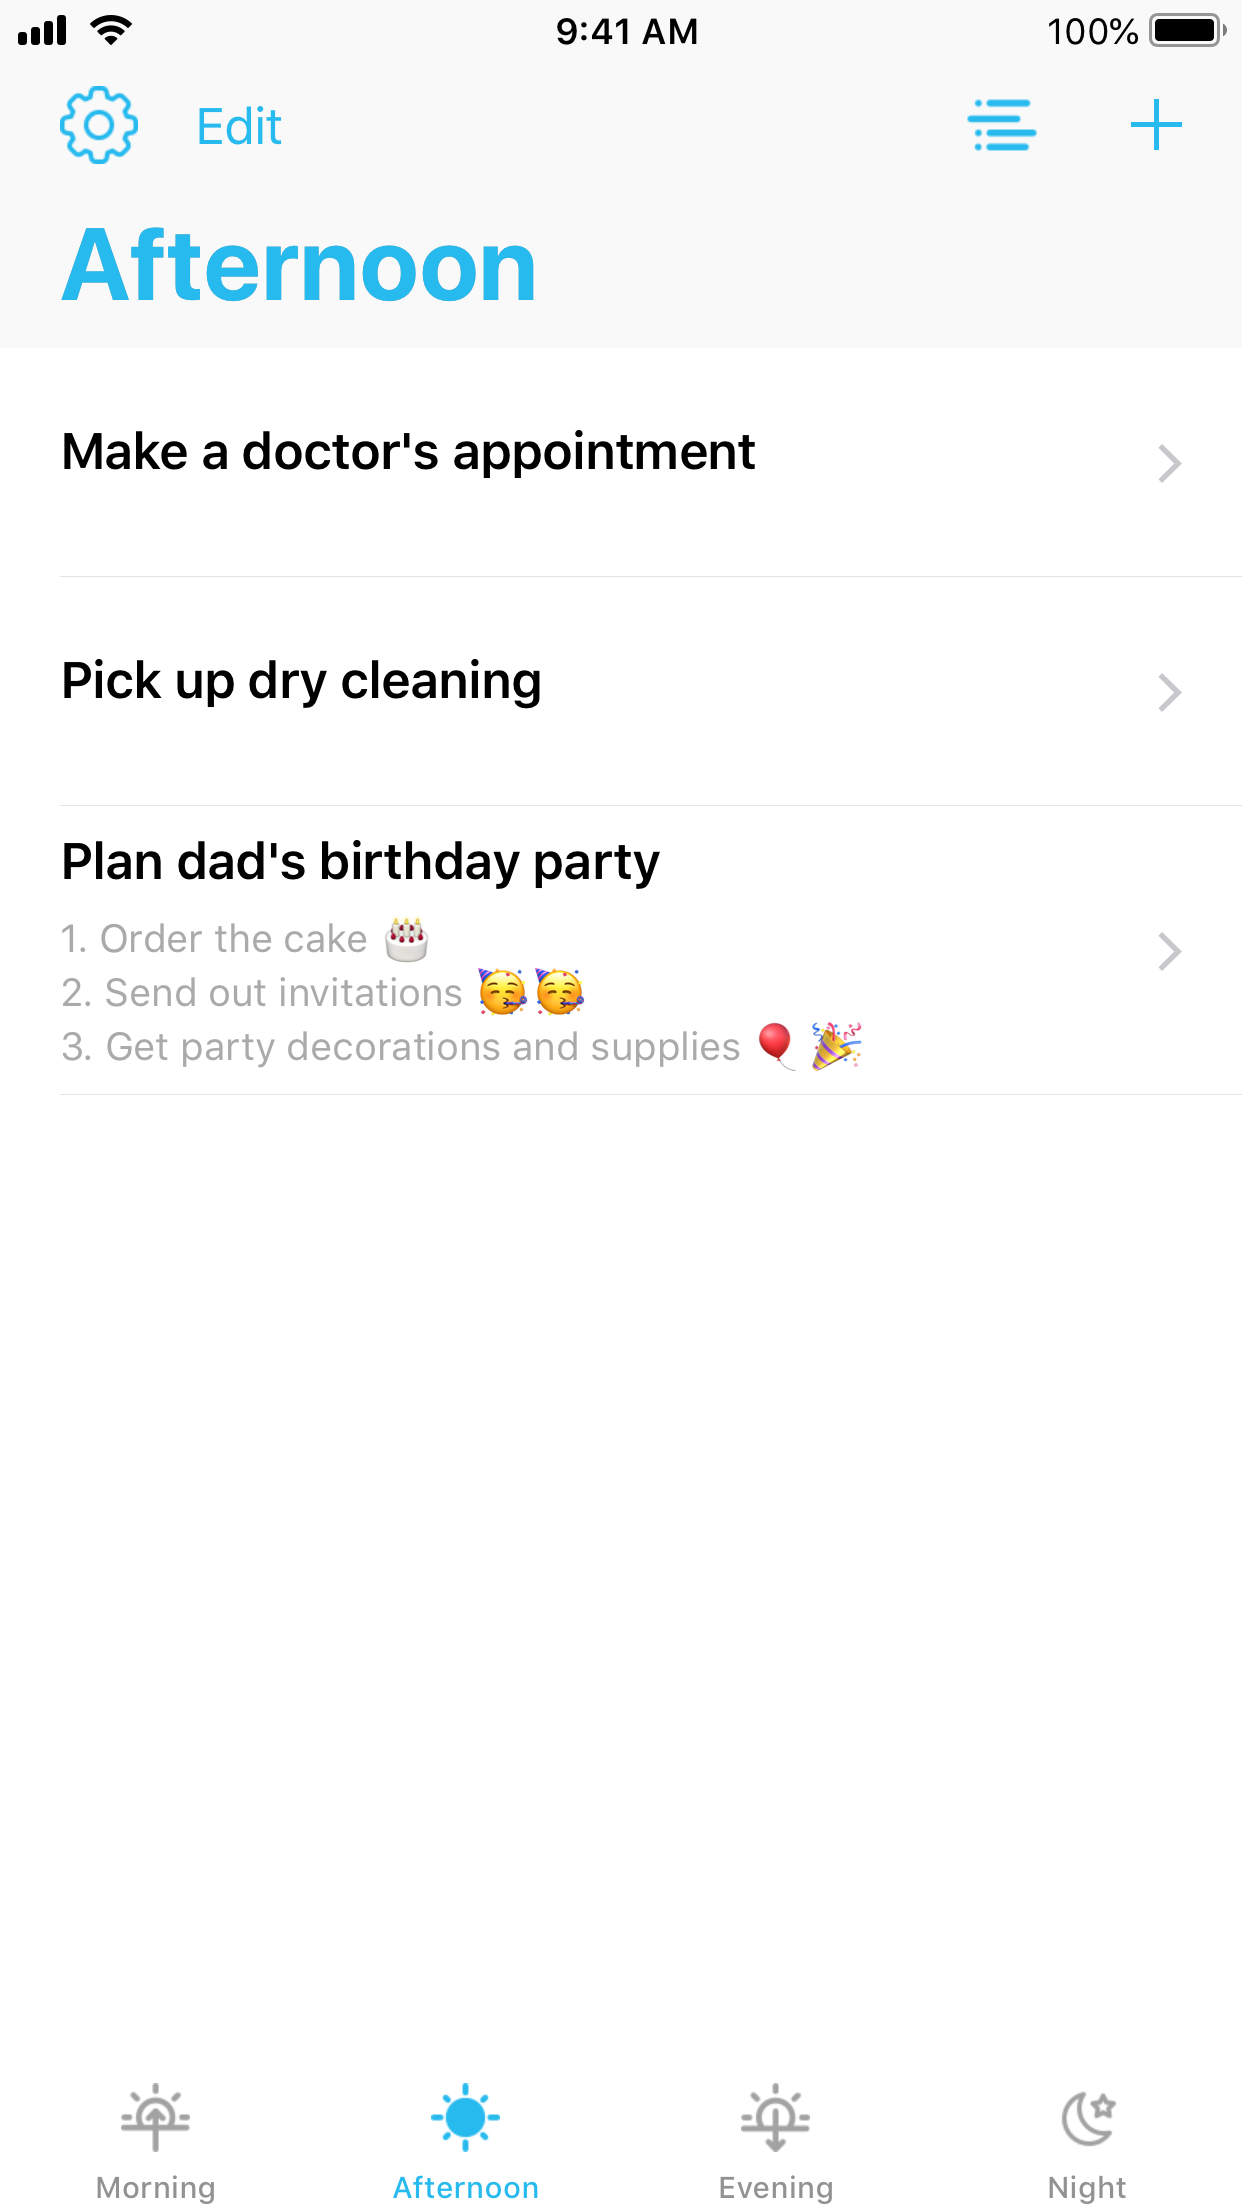 9:41 AM
100%
Edit
Afternoon
Make a doctor's appointment
Pick up dry cleaning
Plan dad's birthday party
1. Order the cake 🎂
2. Send out invitations 🥳🥳
3. Get party decorations and supplies 🎈🎉
Morning
Afternoon
Evening
Night